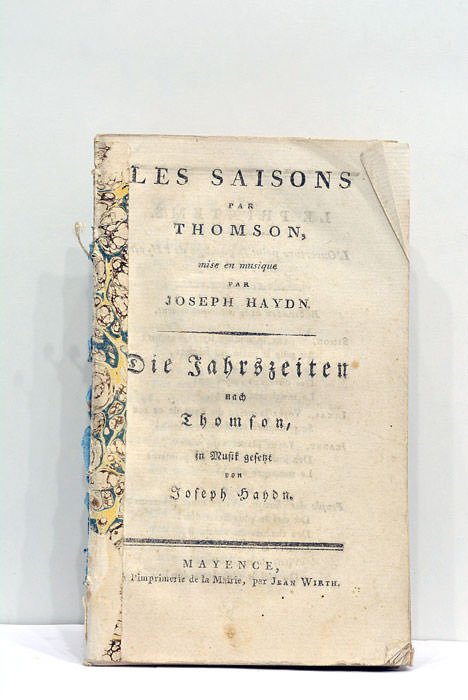 LES SAISONS
PAR
THOMSON,
mise en musique
PAR
JOSEPH HAYDN.
Die Jahrszeiten
nach
Thomson,
in Musik gesetzt
von
Joseph Haydn.
MAYENCE,
l'imprimerie de la Mairie, par JEAN WIRTH.